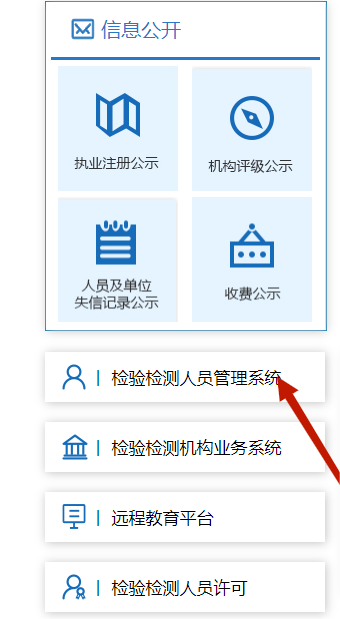 信息公开
执业注册公示
机构评级公示
人员及单位
失信记录公示
收费公示
检验检测人员管理系统
检验检测机构业务系统
远程教育平台
检验检测人员许可